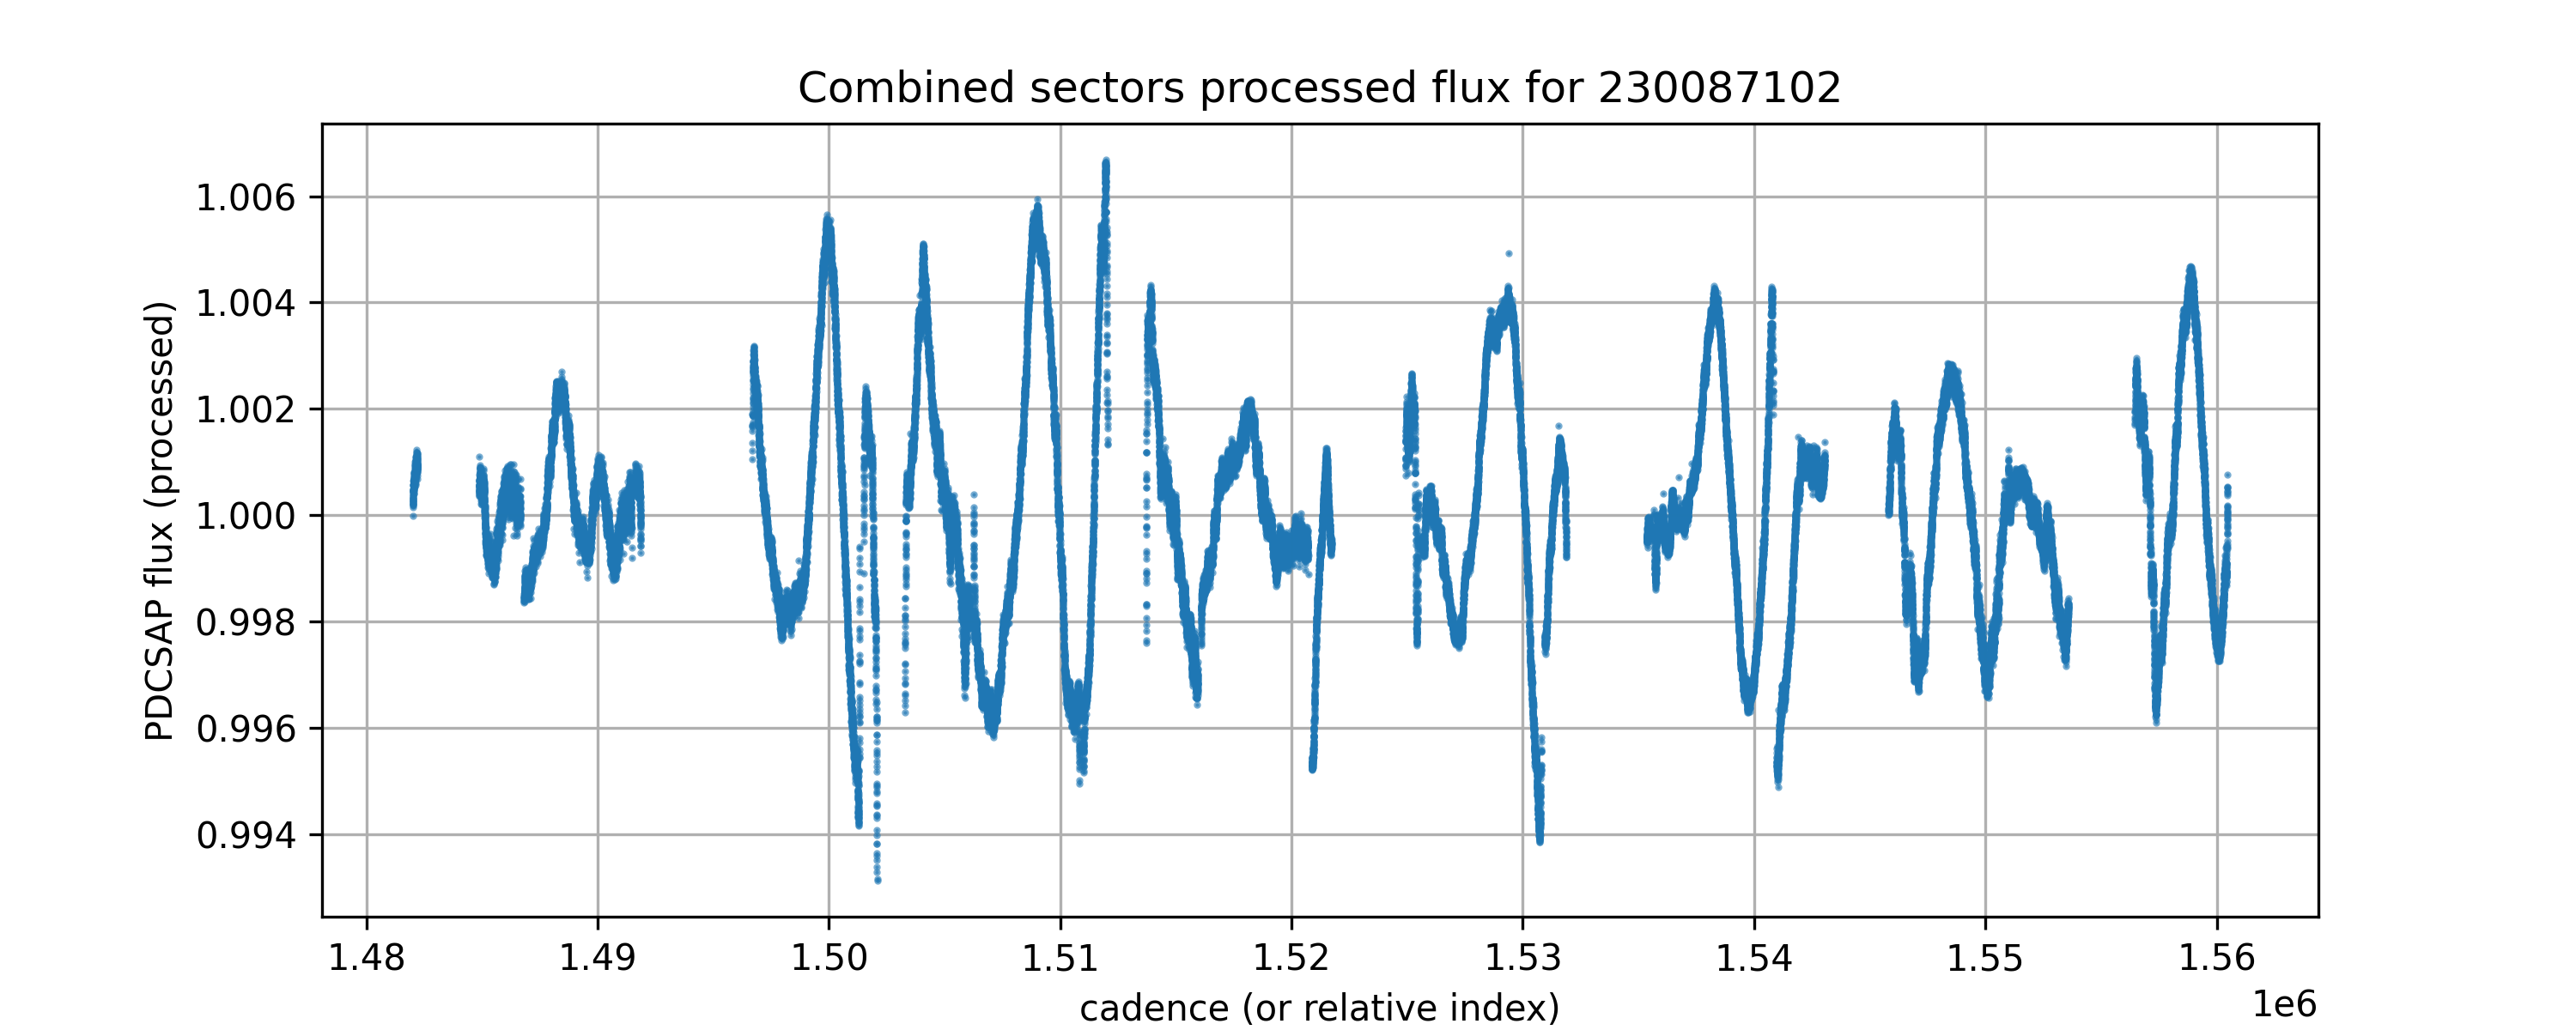 Combined sectors processed flux for 230087102
PDCSAP flux (processed)
1.006
1.004
1.002
1.000
0.998
0.996
0.994
1.48 1.49 1.50 1.51 1.52 1.53 1.54 1.55 1.56
1e6
cadence (or relative index)